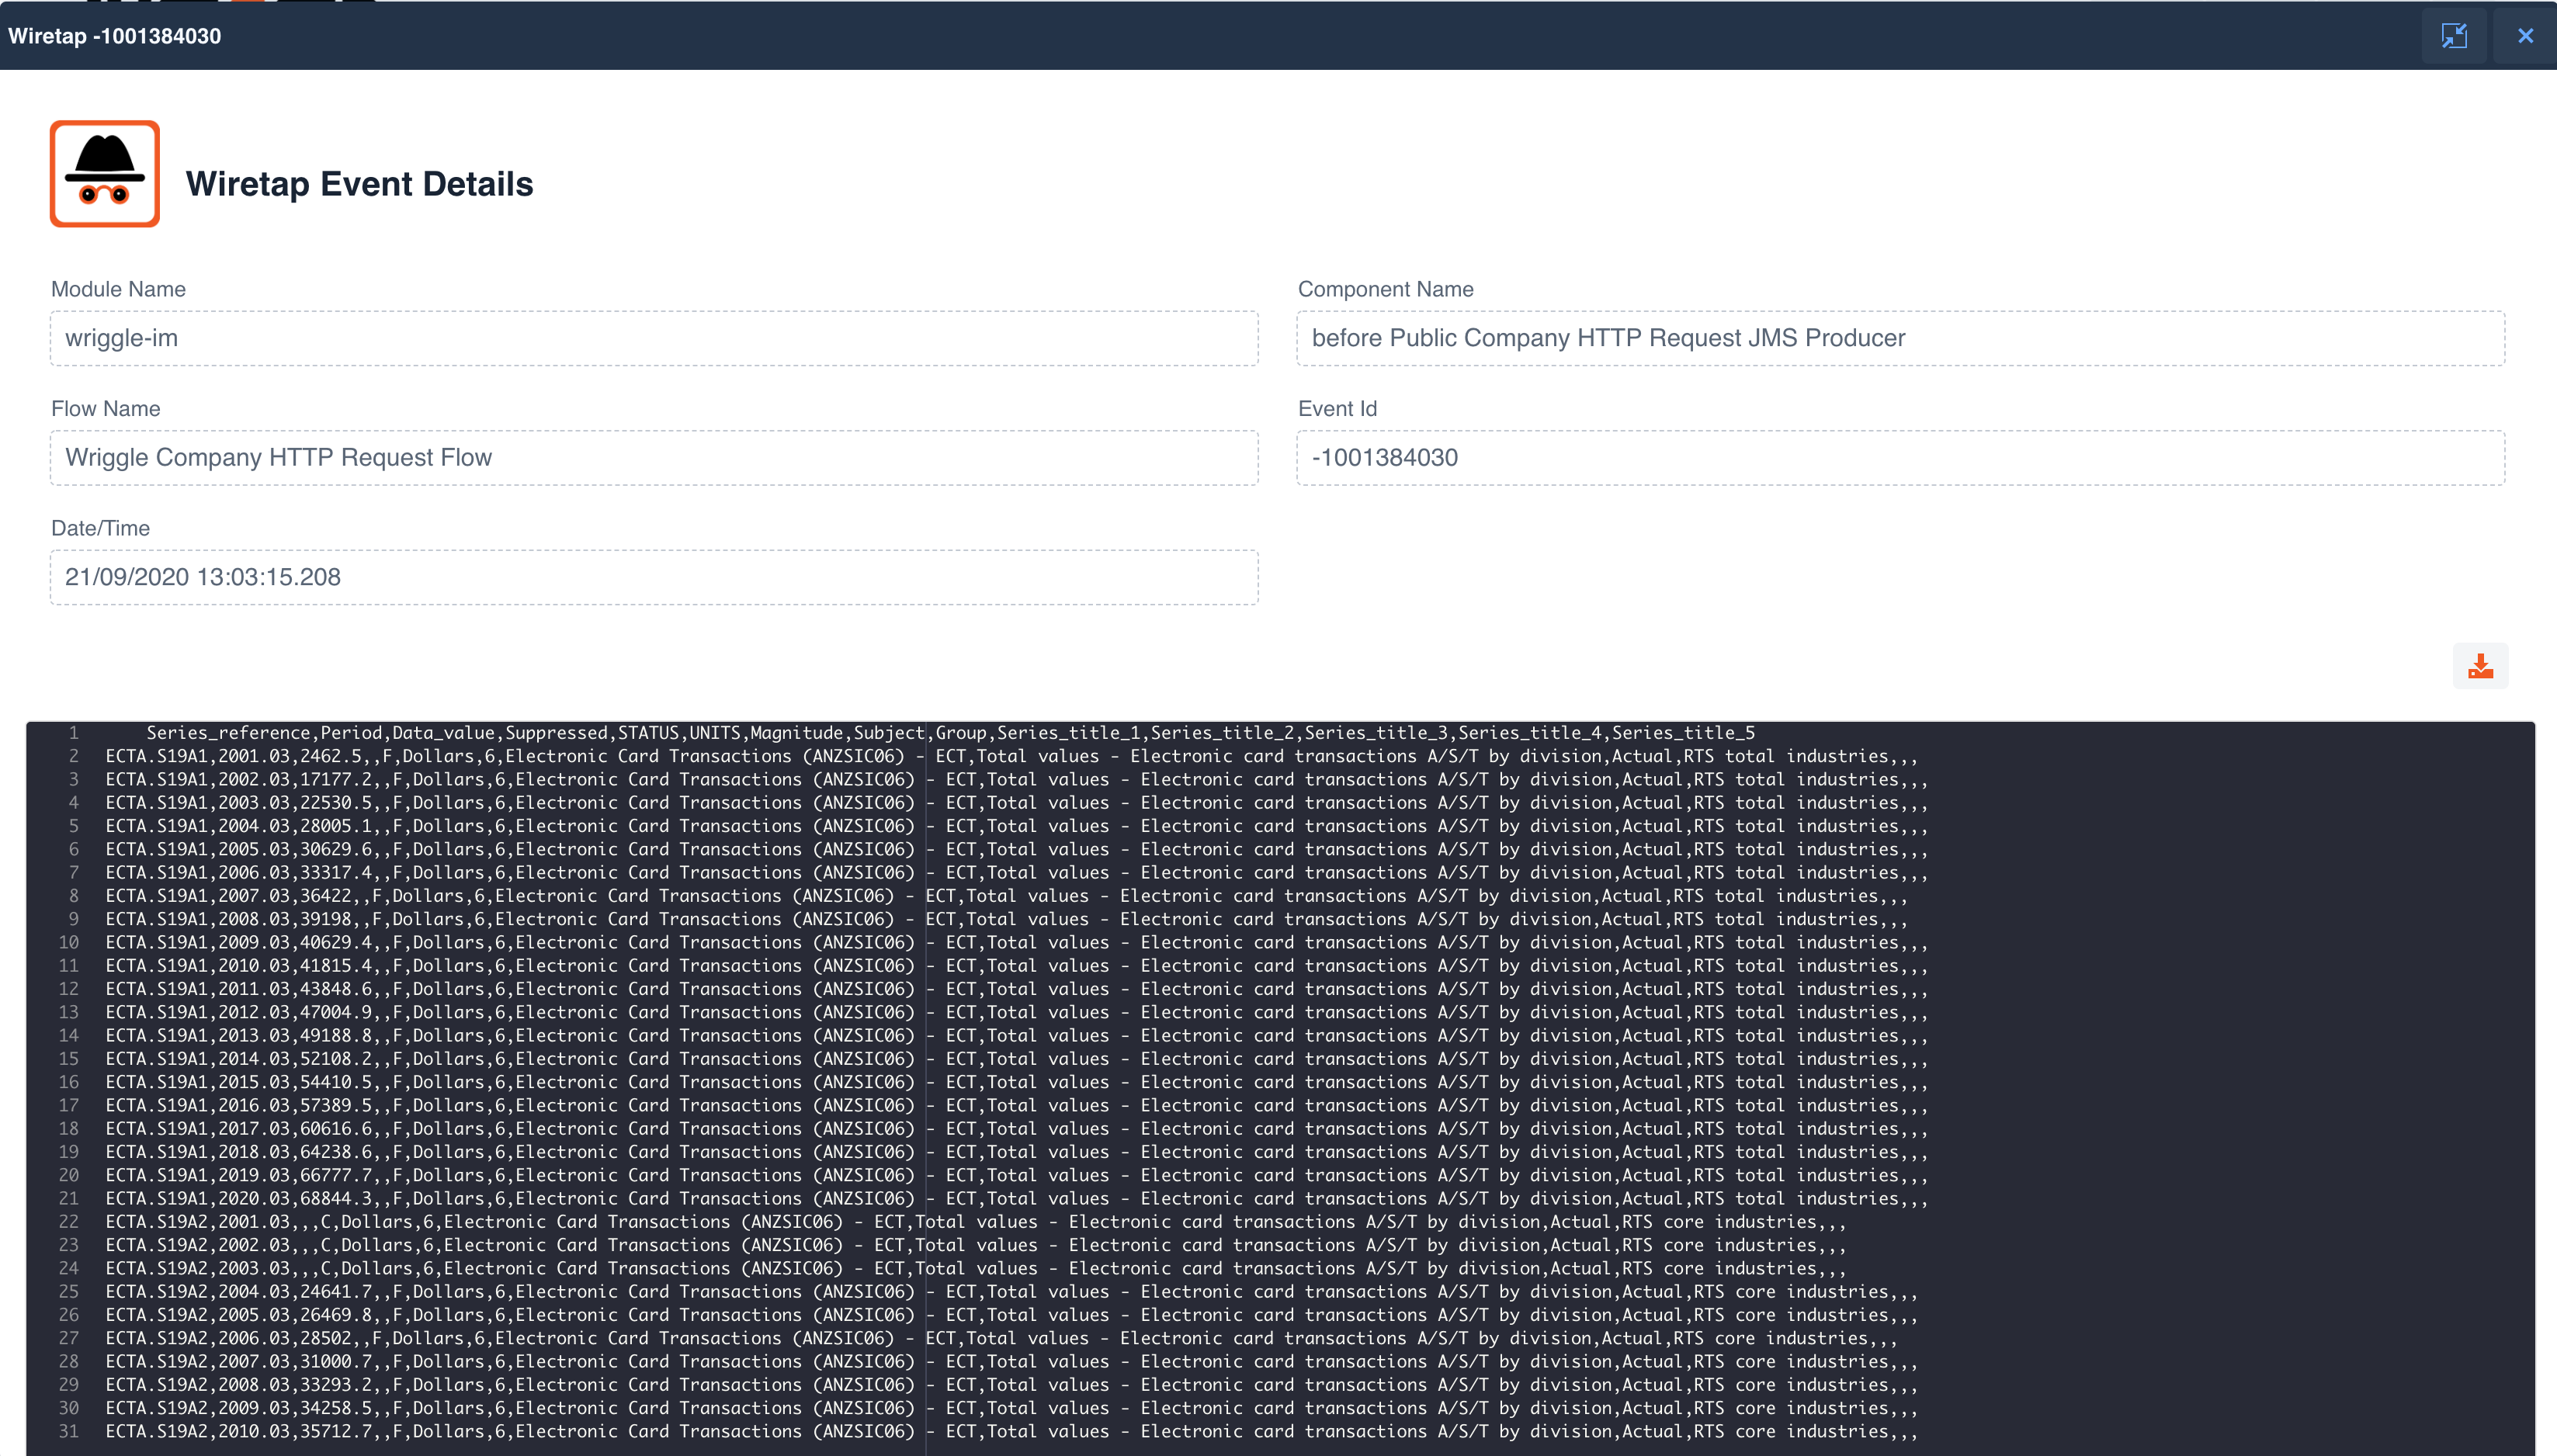 Wiretap -1001384030
Wiretap Event Details
Module Name
wriggle-im
Component Name
before Public Company HTTP Request JMS Producer
Flow Name
Wriggle Company HTTP Request Flow
Event Id
-1001384030
Date/Time
21/09/2020 13:03:15.208
1 Series_reference,Period,Data_value,Suppressed,STATUS,UNITS,Magnitude,Subject,Group,Series_title_1,Series_title_2,Series_title_3,Series_title_4,Series_title_5
2 ECTA.S19A1,2001.03,2462.5,,F,Dollars,6,Electronic Card Transactions (ANZSIC06) - ECT,Total values - Electronic card transactions A/S/T by division,Actual,RTS total industries,,,
3 ECTA.S19A1,2002.03,17177.2,,F,Dollars,6,Electronic Card Transactions (ANZSIC06) - ECT,Total values - Electronic card transactions A/S/T by division,Actual,RTS total industries,,,
4 ECTA.S19A1,2003.03,22530.5,,F,Dollars,6,Electronic Card Transactions (ANZSIC06) - ECT,Total values - Electronic card transactions A/S/T by division,Actual,RTS total industries,,,
5 ECTA.S19A1,2004.03,28005.1,,F,Dollars,6,Electronic Card Transactions (ANZSIC06) - ECT,Total values - Electronic card transactions A/S/T by division,Actual,RTS total industries,,,
6 ECTA.S19A1,2005.03,30629.6,,F,Dollars,6,Electronic Card Transactions (ANZSIC06) - ECT,Total values - Electronic card transactions A/S/T by division,Actual,RTS total industries,,,
7 ECTA.S19A1,2006.03,33317.4,,F,Dollars,6,Electronic Card Transactions (ANZSIC06) - ECT,Total values - Electronic card transactions A/S/T by division,Actual,RTS total industries,,,
8 ECTA.S19A1,2007.03,36422,,F,Dollars,6,Electronic Card Transactions (ANZSIC06) - ECT,Total values - Electronic card transactions A/S/T by division,Actual,RTS total industries,,,
9 ECTA.S19A1,2008.03,39198,,F,Dollars,6,Electronic Card Transactions (ANZSIC06) - ECT,Total values - Electronic card transactions A/S/T by division,Actual,RTS total industries,,,
10 ECTA.S19A1,2009.03,40629.4,,F,Dollars,6,Electronic Card Transactions (ANZSIC06) - ECT,Total values - Electronic card transactions A/S/T by division,Actual,RTS total industries,,,
11 ECTA.S19A1,2010.03,41815.4,,F,Dollars,6,Electronic Card Transactions (ANZSIC06) - ECT,Total values - Electronic card transactions A/S/T by division,Actual,RTS total industries,,,
12 ECTA.S19A1,2011.03,43848.6,,F,Dollars,6,Electronic Card Transactions (ANZSIC06) - ECT,Total values - Electronic card transactions A/S/T by division,Actual,RTS total industries,,,
13 ECTA.S19A1,2012.03,47004.9,,F,Dollars,6,Electronic Card Transactions (ANZSIC06) - ECT,Total values - Electronic card transactions A/S/T by division,Actual,RTS total industries,,,
14 ECTA.S19A1,2013.03,49188.8,,F,Dollars,6,Electronic Card Transactions (ANZSIC06) - ECT,Total values - Electronic card transactions A/S/T by division,Actual,RTS total industries,,,
15 ECTA.S19A1,2014.03,52108.2,,F,Dollars,6,Electronic Card Transactions (ANZSIC06) - ECT,Total values - Electronic card transactions A/S/T by division,Actual,RTS total industries,,,
16 ECTA.S19A1,2015.03,54410.5,,F,Dollars,6,Electronic Card Transactions (ANZSIC06) - ECT,Total values - Electronic card transactions A/S/T by division,Actual,RTS total industries,,,
17 ECTA.S19A1,2016.03,57389.5,,F,Dollars,6,Electronic Card Transactions (ANZSIC06) - ECT,Total values - Electronic card transactions A/S/T by division,Actual,RTS total industries,,,
18 ECTA.S19A1,2017.03,60616.6,,F,Dollars,6,Electronic Card Transactions (ANZSIC06) - ECT,Total values - Electronic card transactions A/S/T by division,Actual,RTS total industries,,,
19 ECTA.S19A1,2018.03,64238.6,,F,Dollars,6,Electronic Card Transactions (ANZSIC06) - ECT,Total values - Electronic card transactions A/S/T by division,Actual,RTS total industries,,,
20 ECTA.S19A1,2019.03,66777.7,,F,Dollars,6,Electronic Card Transactions (ANZSIC06) - ECT,Total values - Electronic card transactions A/S/T by division,Actual,RTS total industries,,,
21 ECTA.S19A1,2020.03,68844.3,,F,Dollars,6,Electronic Card Transactions (ANZSIC06) - ECT,Total values - Electronic card transactions A/S/T by division,Actual,RTS total industries,,,
22 ECTA.S19A2,2001.03,,,C,Dollars,6,Electronic Card Transactions (ANZSIC06) - ECT,Total values - Electronic card transactions A/S/T by division,Actual,RTS core industries,,,
23 ECTA.S19A2,2002.03,,,C,Dollars,6,Electronic Card Transactions (ANZSIC06) - ECT,Total values - Electronic card transactions A/S/T by division,Actual,RTS core industries,,,
24 ECTA.S19A2,2003.03,,,C,Dollars,6,Electronic Card Transactions (ANZSIC06) - ECT,Total values - Electronic card transactions A/S/T by division,Actual,RTS core industries,,,
25 ECTA.S19A2,2004.03,24641.7,,F,Dollars,6,Electronic Card Transactions (ANZSIC06) - ECT,Total values - Electronic card transactions A/S/T by division,Actual,RTS core industries,,,
26 ECTA.S19A2,2005.03,26469.8,,F,Dollars,6,Electronic Card Transactions (ANZSIC06) - ECT,Total values - Electronic card transactions A/S/T by division,Actual,RTS core industries,,,
27 ECTA.S19A2,2006.03,28502,,F,Dollars,6,Electronic Card Transactions (ANZSIC06) - ECT,Total values - Electronic card transactions A/S/T by division,Actual,RTS core industries,,,
28 ECTA.S19A2,2007.03,31000.7,,F,Dollars,6,Electronic Card Transactions (ANZSIC06) - ECT,Total values - Electronic card transactions A/S/T by division,Actual,RTS core industries,,,
29 ECTA.S19A2,2008.03,33293.2,,F,Dollars,6,Electronic Card Transactions (ANZSIC06) - ECT,Total values - Electronic card transactions A/S/T by division,Actual,RTS core industries,,,
30 ECTA.S19A2,2009.03,34258.5,,F,Dollars,6,Electronic Card Transactions (ANZSIC06) - ECT,Total values - Electronic card transactions A/S/T by division,Actual,RTS core industries,,,
31 ECTA.S19A2,2010.03,35712.7,,F,Dollars,6,Electronic Card Transactions (ANZSIC06) - ECT,Total values - Electronic card transactions A/S/T by division,Actual,RTS core industries,,,